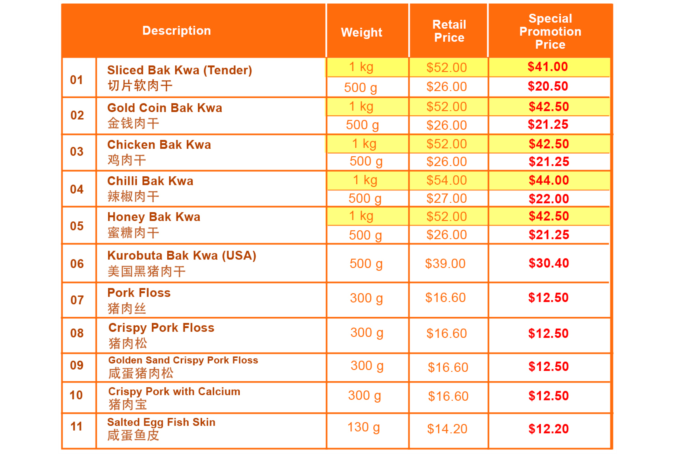 Description
Weight
Retail
Price
Special
Promotion
Price
01
Sliced Bak Kwa (Tender)
切片软肉干
1 kg $52.00 $41.00
500 g $26.00 $20.50
02
Gold Coin Bak Kwa
金钱肉干
1 kg $52.00 $42.50
500 g $26.00 $21.25
03
Chicken Bak Kwa
鸡肉干
1 kg $52.00 $42.50
500 g $26.00 $21.25
04
Chilli Bak Kwa
辣椒肉干
1 kg $54.00 $44.00
500 g $27.00 $22.00
05
Honey Bak Kwa
蜜糖肉干
1 kg $52.00 $42.50
500 g $26.00 $21.25
06
Kurobuta Bak Kwa (USA)
美国黑猪肉干
500 g $39.00 $30.40
07
Pork Floss
猪肉丝
300 g $16.60 $12.50
08
Crispy Pork Floss
猪肉松
300 g $16.60 $12.50
09
Golden Sand Crispy Pork Floss
咸蛋猪肉松
300 g $16.60 $12.50
10
Crispy Pork with Calcium
猪肉宝
300 g $16.60 $12.50
11
Salted Egg Fish Skin
咸蛋鱼皮
130 g $14.20 $12.20